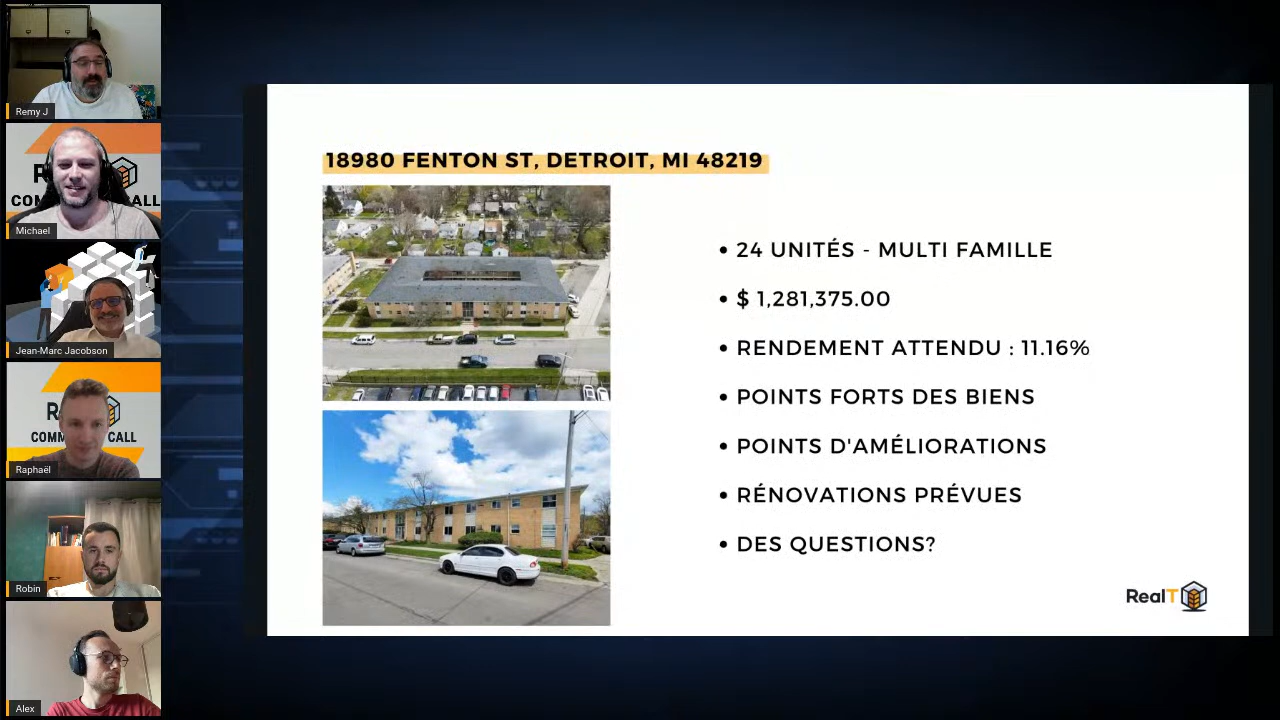 Remy J
Michael
Jean-Marc Jacobson
Raphaël
Robin
Alex
18980 FENTON ST, DETROIT, MI 48219
• 24 UNITÉS - MULTI FAMILLE
• $ 1,281,375.00
• RENDEMENT ATTENDU : 11.16%
• POINTS FORTS DES BIENS
• POINTS D'AMÉLIORATIONS
• RÉNOVATIONS PRÉVUES
• DES QUESTIONS?
RealT